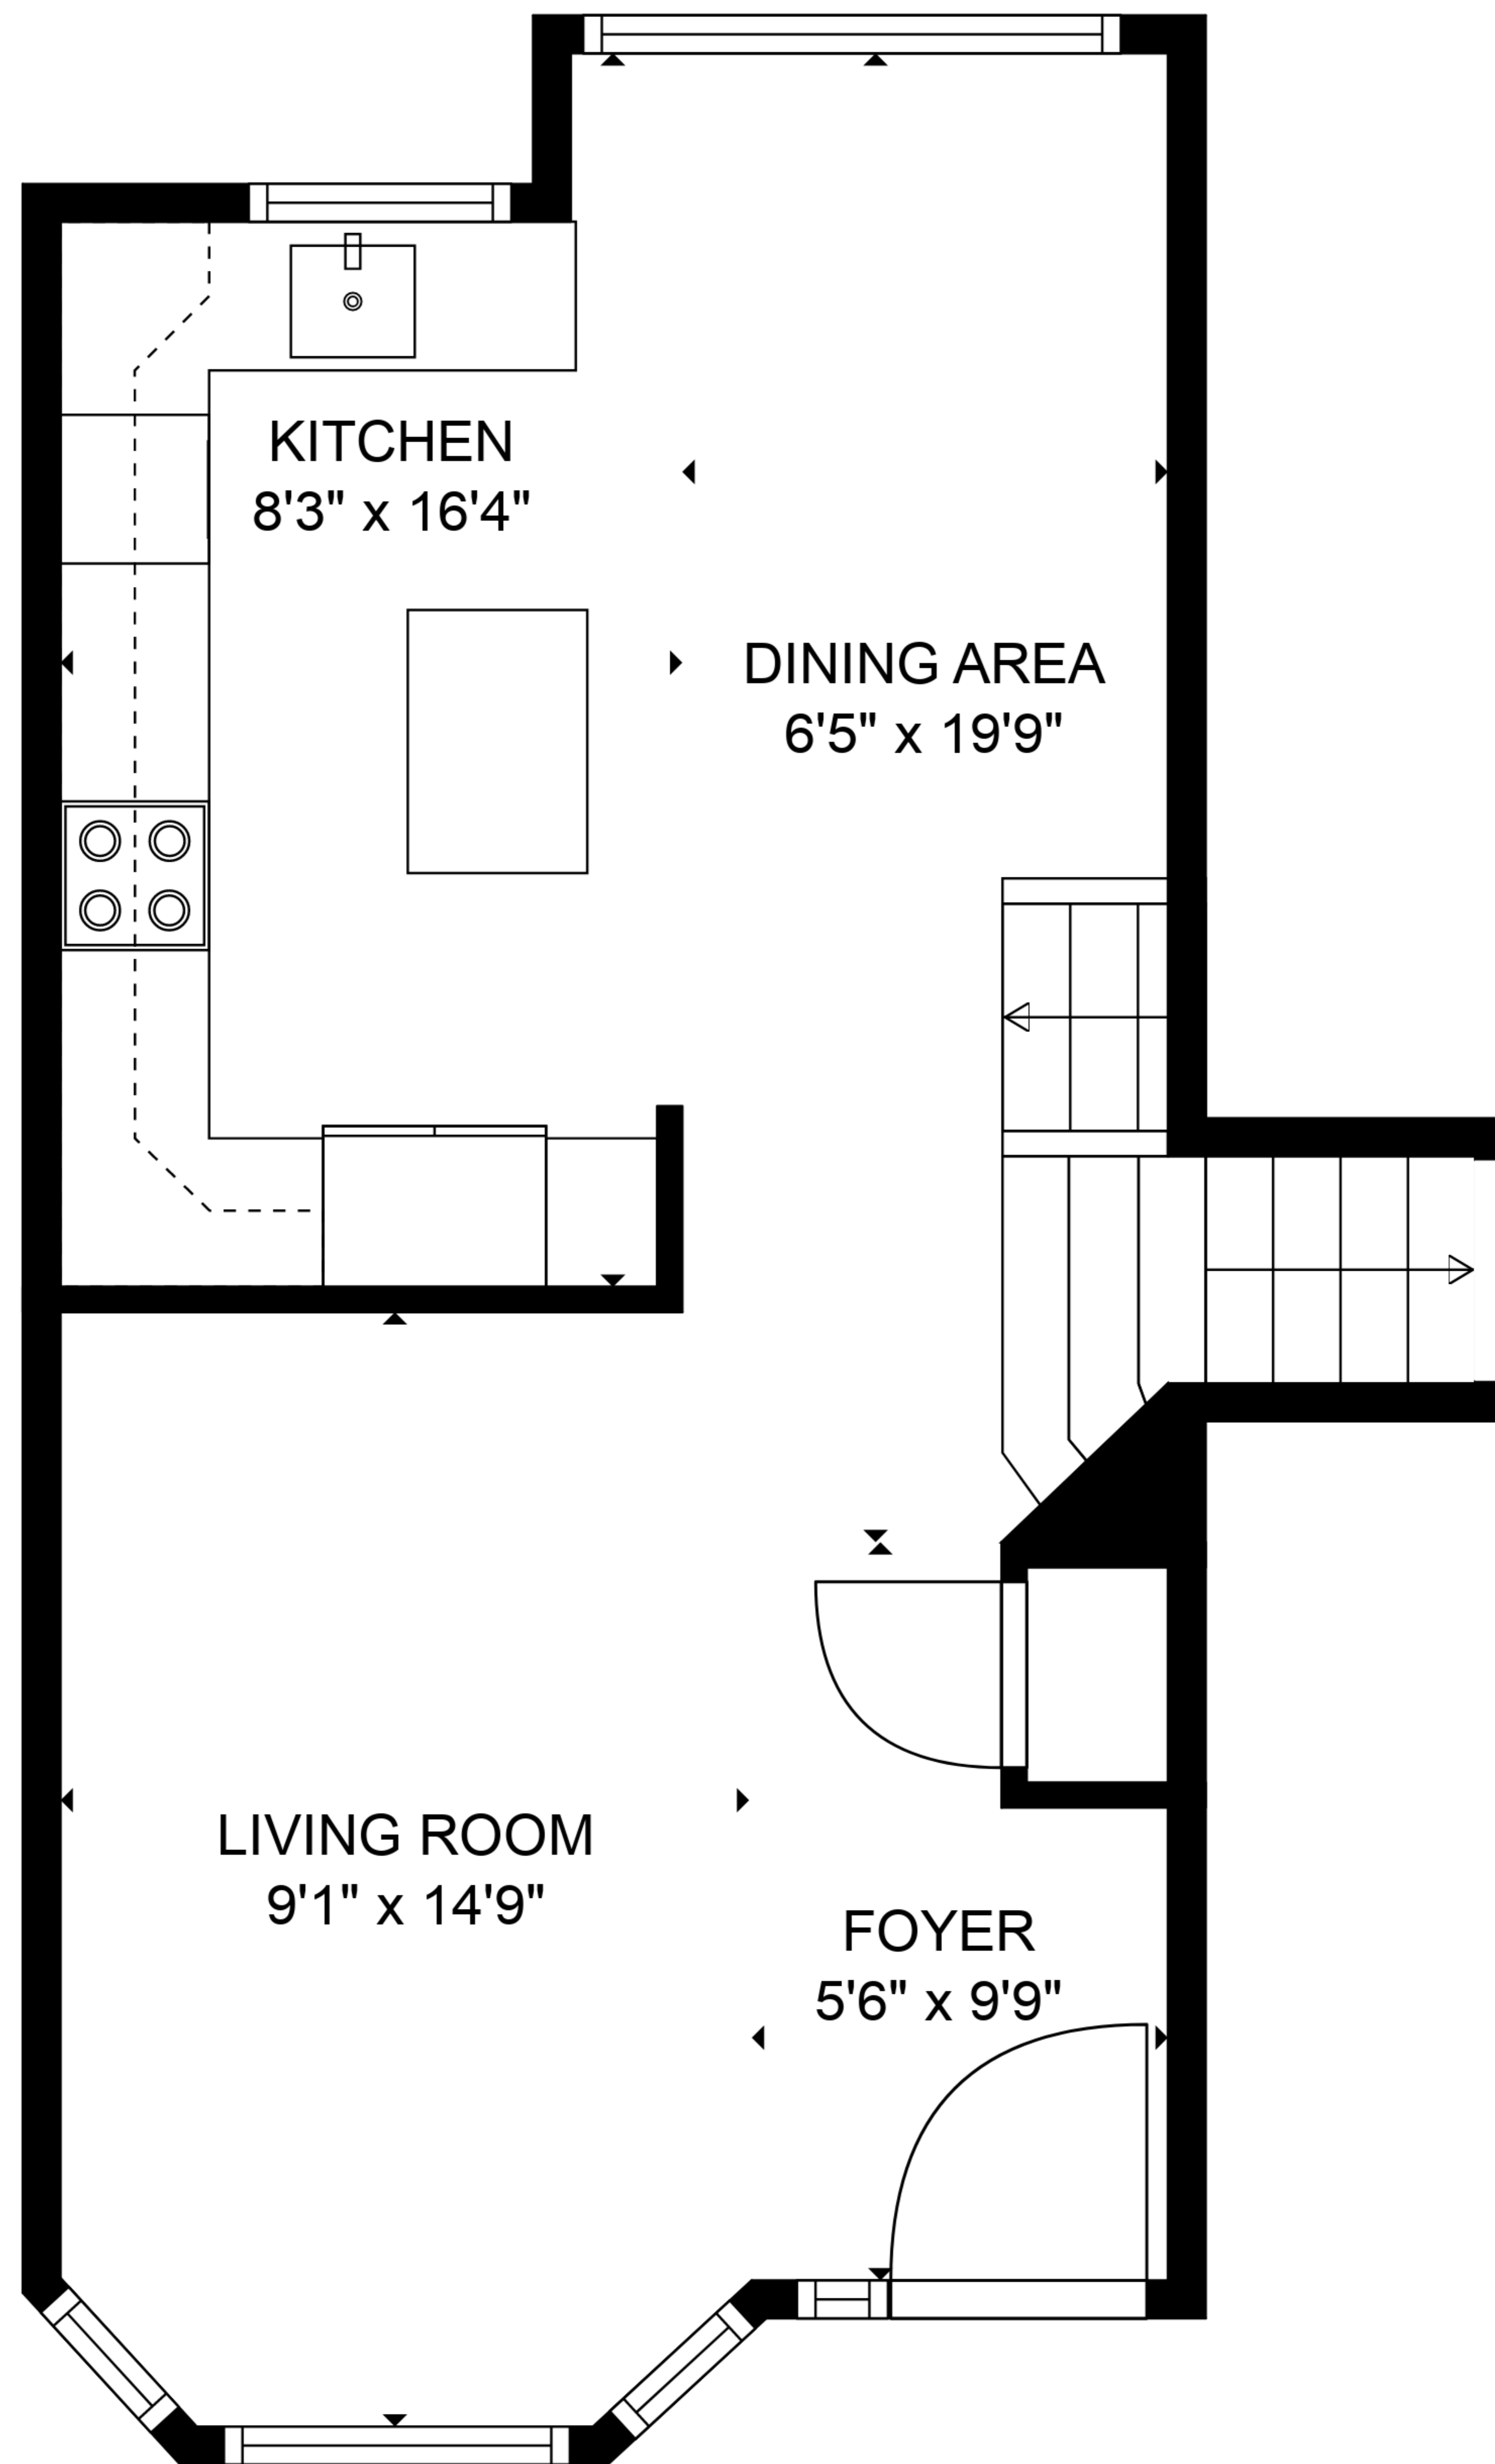 KITCHEN
8'3" x 16'4"
DINING AREA
6'5" x 19'9"
LIVING ROOM
9'1" x 14'9"
FOYER
5'6" x 9'9"